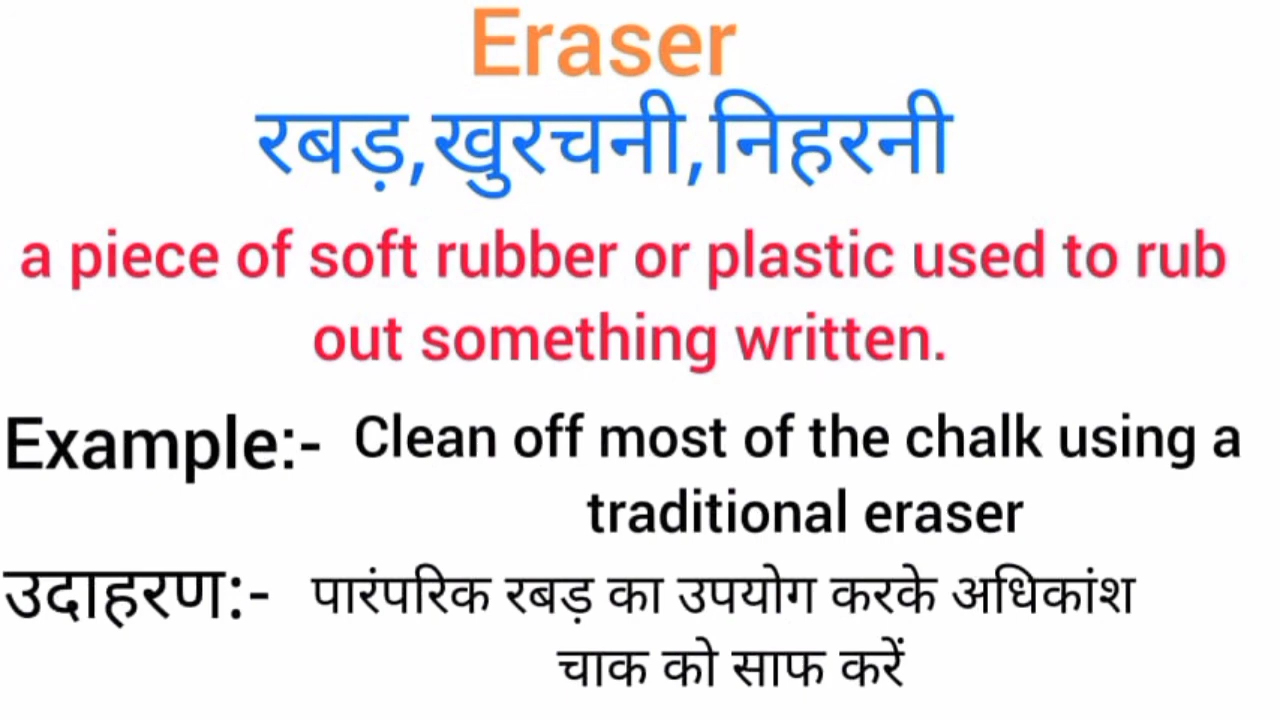 Eraser
रबड़,खुरचनी,निहरनी
a piece of soft rubber or plastic used to rub
out something written.
Example:- Clean off most of the chalk using a
traditional eraser
उदाहरण:- पारंपरिक रबड़ का उपयोग करके अधिकांश
चाक को साफ करें